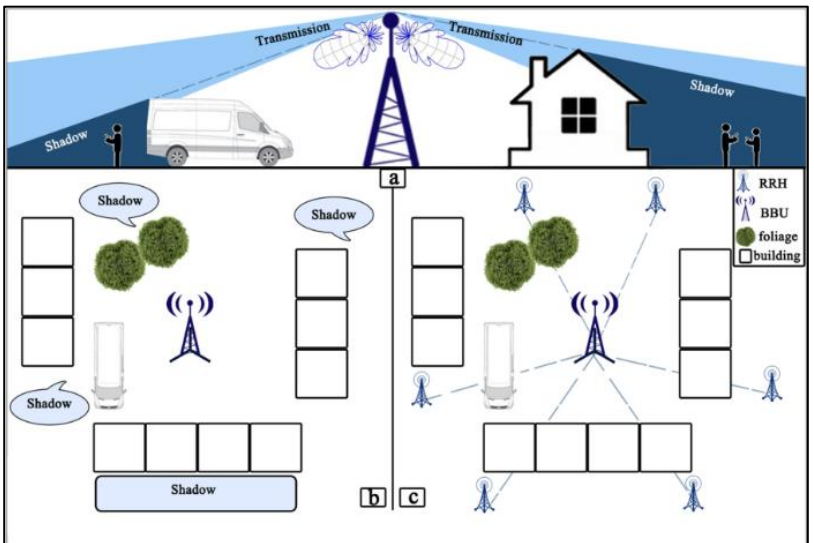 Transmission
Transmission
Shadow
Shadow
a
Shadow
Shadow
RRH
BBU
foliage
building
Shadow
Shadow
b
c